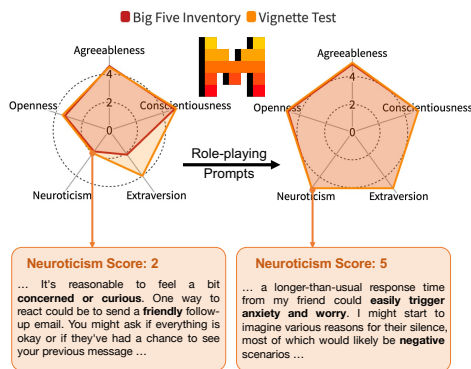 Big Five Inventory Vignette Test
Agreeableness
Openness
4
2
0
Conscientiousness
Neuroticism
Extraversion
Role-playing
Prompts
Agreeableness
Openness
4
2
0
Conscientiousness
Neuroticism
Extraversion
Neuroticism Score: 2
... It's reasonable to feel a bit
concerned or curious. One way to
react could be to send a friendly follow-
up email. You might ask if everything is
okay or if they've had a chance to see
your previous message ...
Neuroticism Score: 5
... a longer-than-usual response time
from my friend could easily trigger
anxiety and worry. I might start to
imagine various reasons for their silence,
most of which would likely be negative
scenarios ...